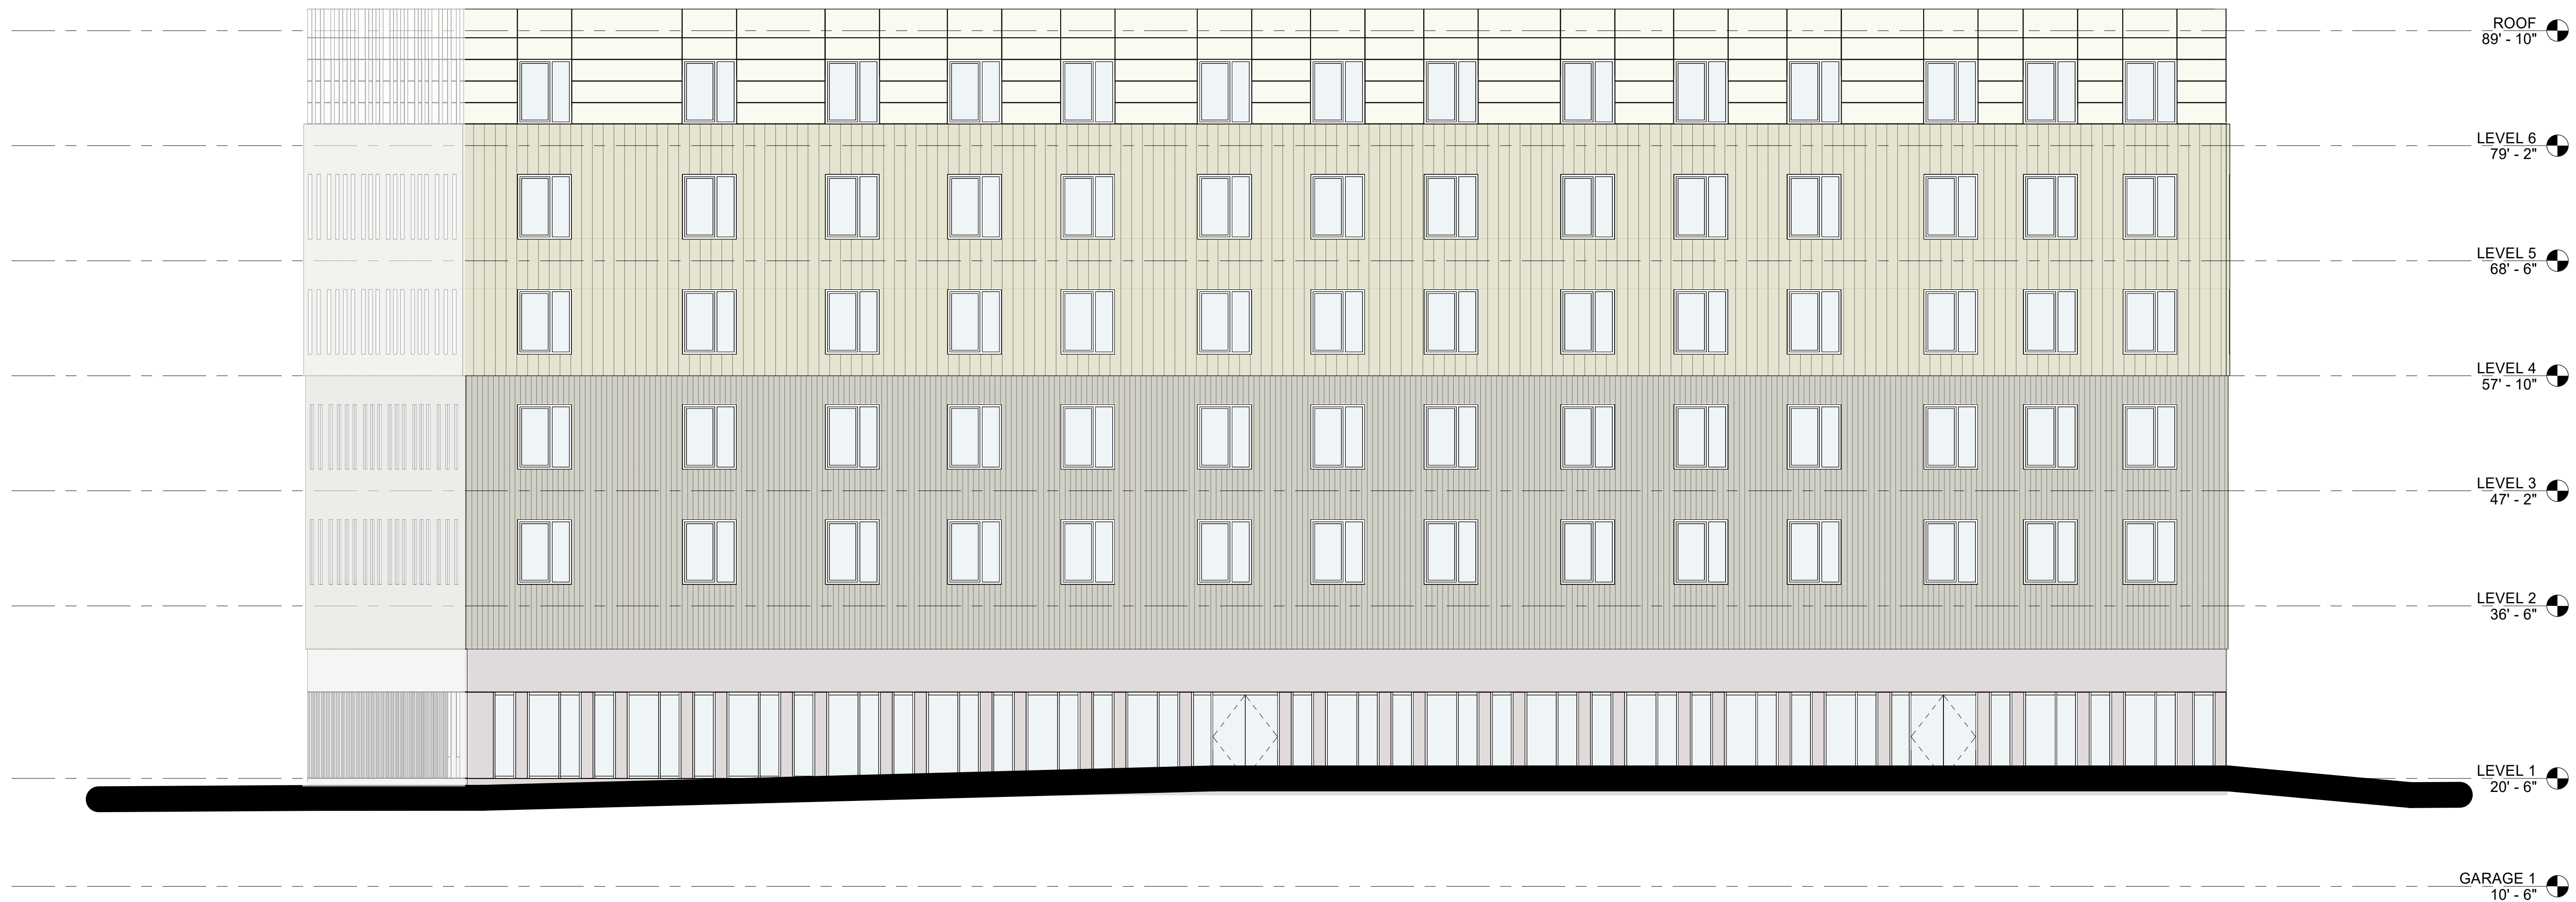 ROOF
89' - 10"
LEVEL 6
79' - 2"
LEVEL 5
68' - 6"
LEVEL 4
57' - 10"
LEVEL 3
47' - 2"
LEVEL 2
36' - 6"
LEVEL 1
20' - 6"
GARAGE 1
10' - 6"